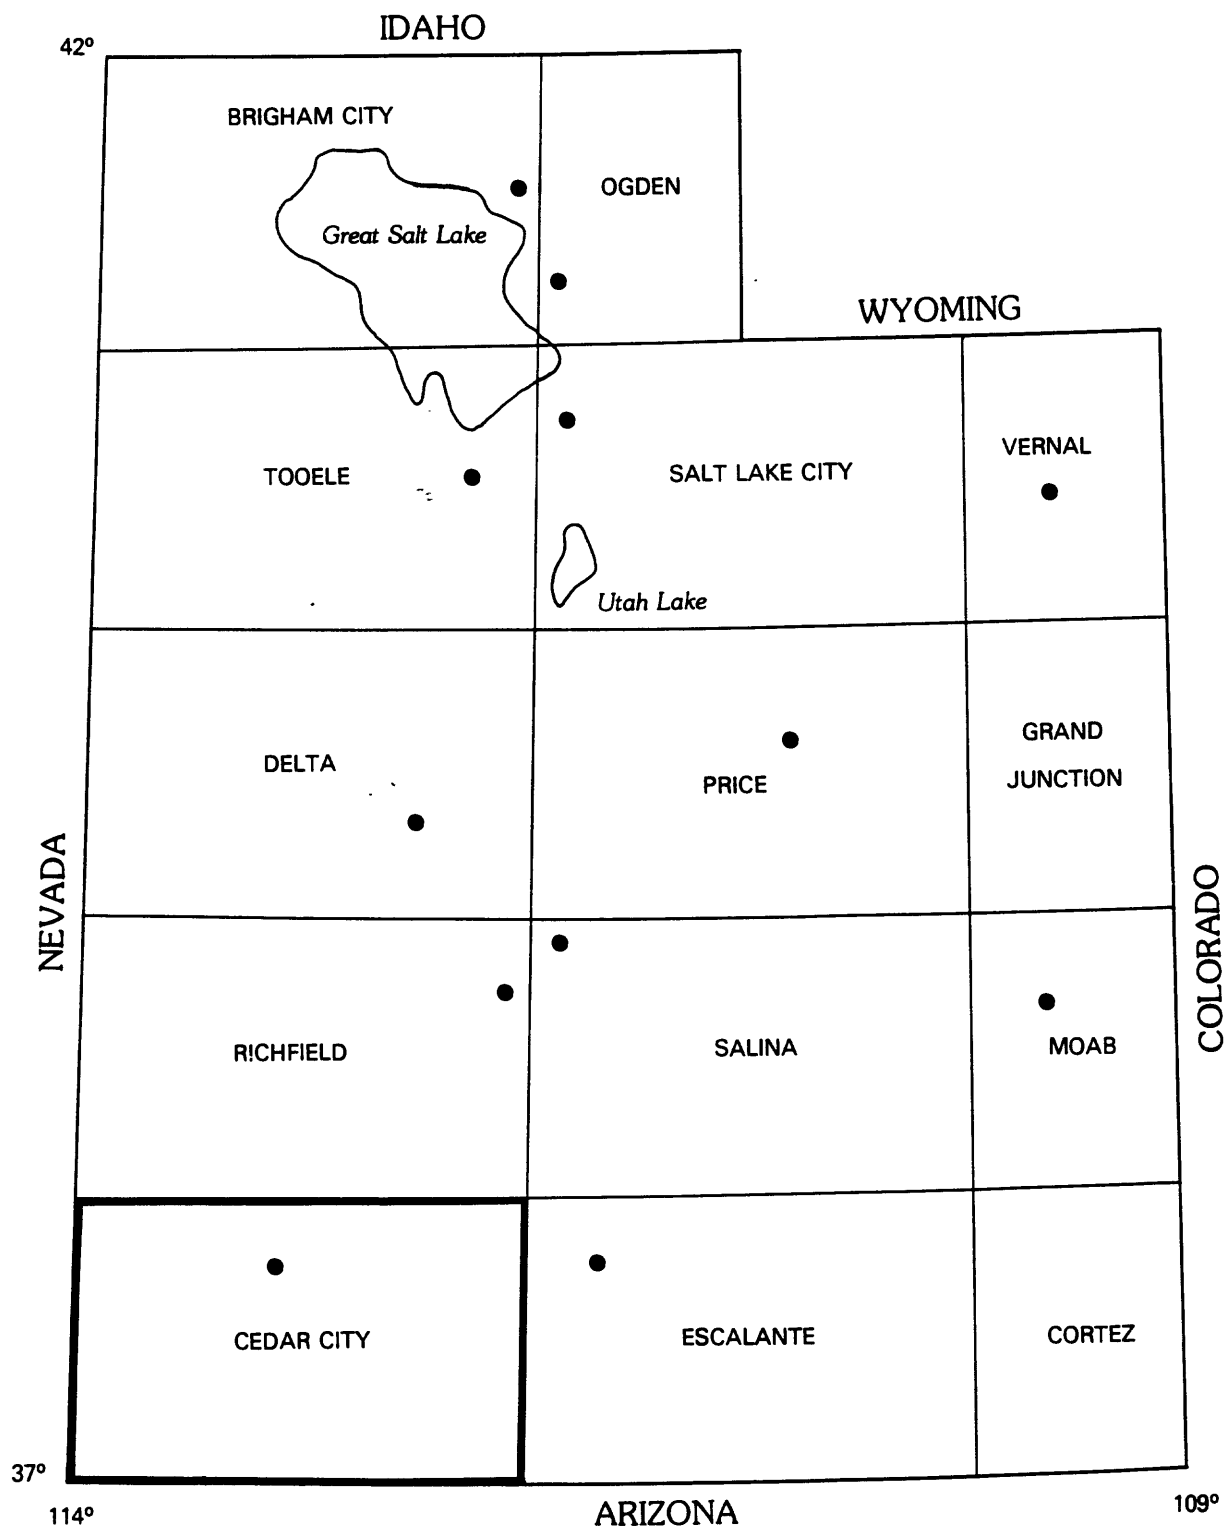 IDAHO
42°
BRIGHAM CITY
OGDEN
Great Salt Lake
WYOMING
VERNAL
TOOELE
SALT LAKE CITY
Utah Lake
GRAND
JUNCTION
DELTA
PRICE
NEVADA
COLORADO
RICHFIELD
SALINA
MOAB
CEDAR CITY
ESCALANTE
CORTEZ
37°
114°
ARIZONA
109°